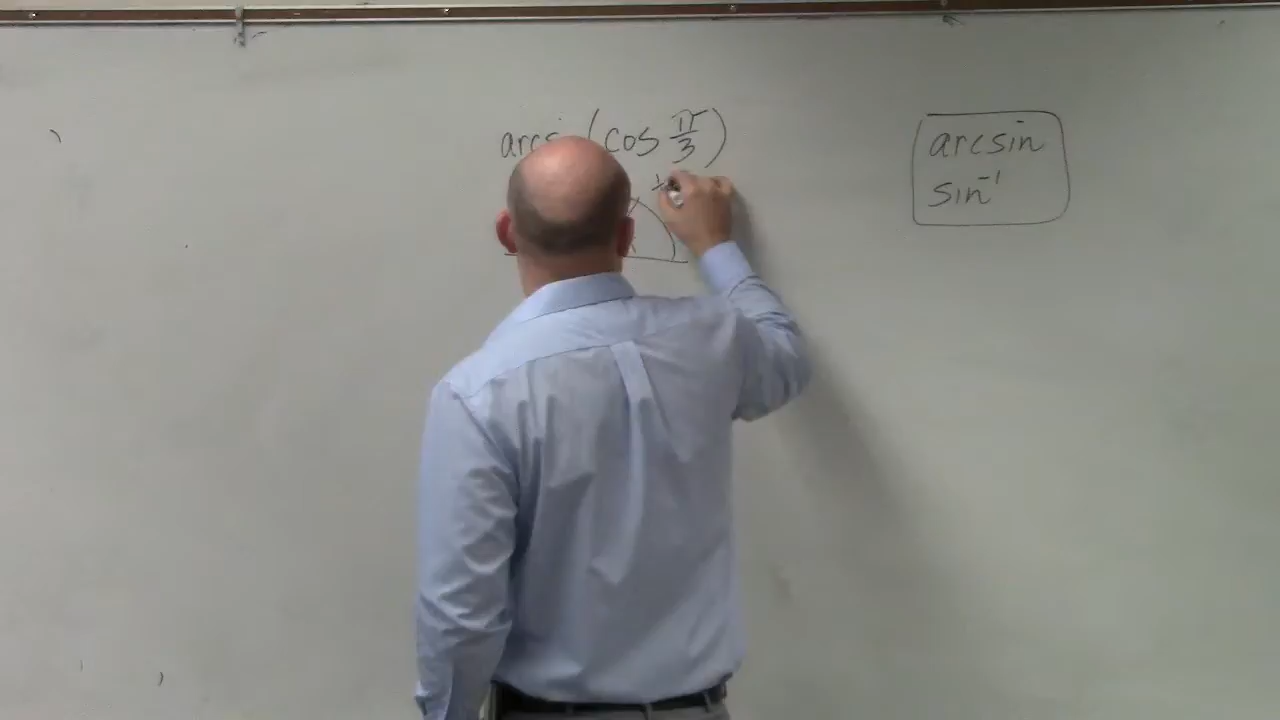 (cos π/3)
arcsin
sin⁻¹